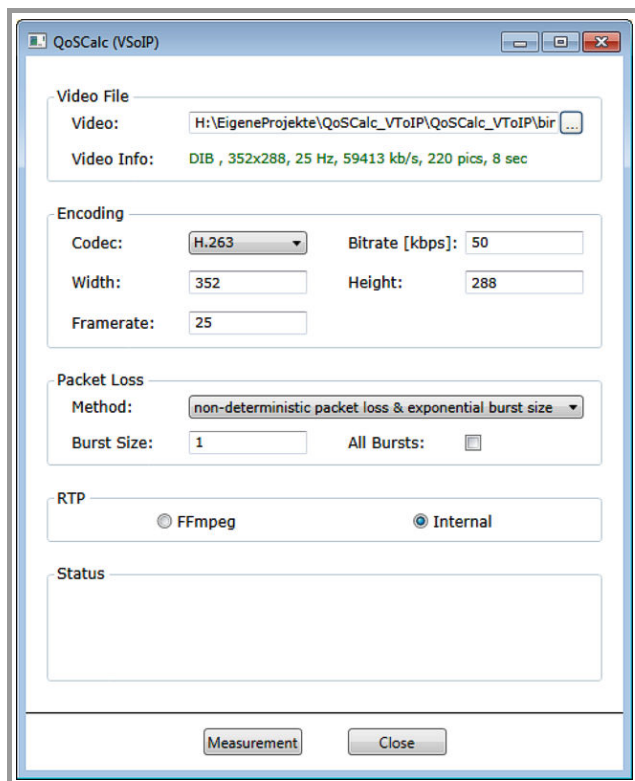 QoSCalc (VSoIP)
Video File
Video: H:\EigeneProjekte\QoSCalc_VToIP\QoSCalc_VToIP\bir ...
Video Info: DIB , 352x288, 25 Hz, 59413 kb/s, 220 pics, 8 sec
Encoding
Codec: H.263 Bitrate [kbps]: 50
Width: 352 Height: 288
Framerate: 25
Packet Loss
Method: non-deterministic packet loss & exponential burst size
Burst Size: 1 All Bursts:
RTP
FFmpeg Internal
Status
Measurement Close